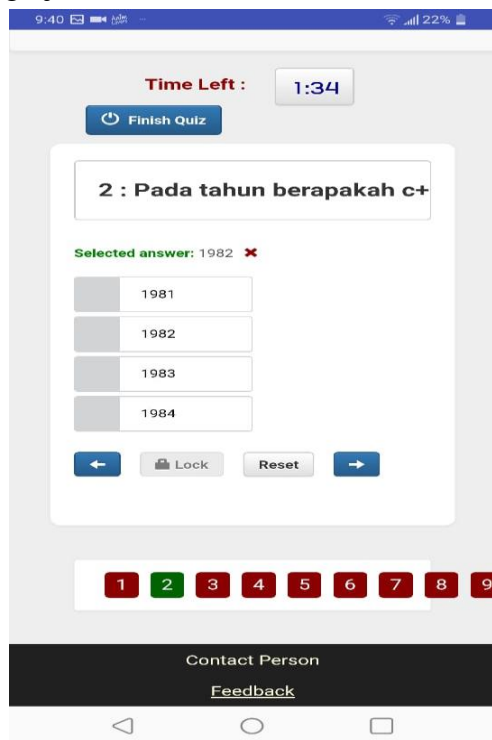 9:40 22%
Time Left : 1:34
Finish Quiz
2 : Pada tahun berapakah c+
Selected answer: 1982
1981
1982
1983
1984
Lock Reset
1 2 3 4 5 6 7 8 9
Contact Person
Feedback